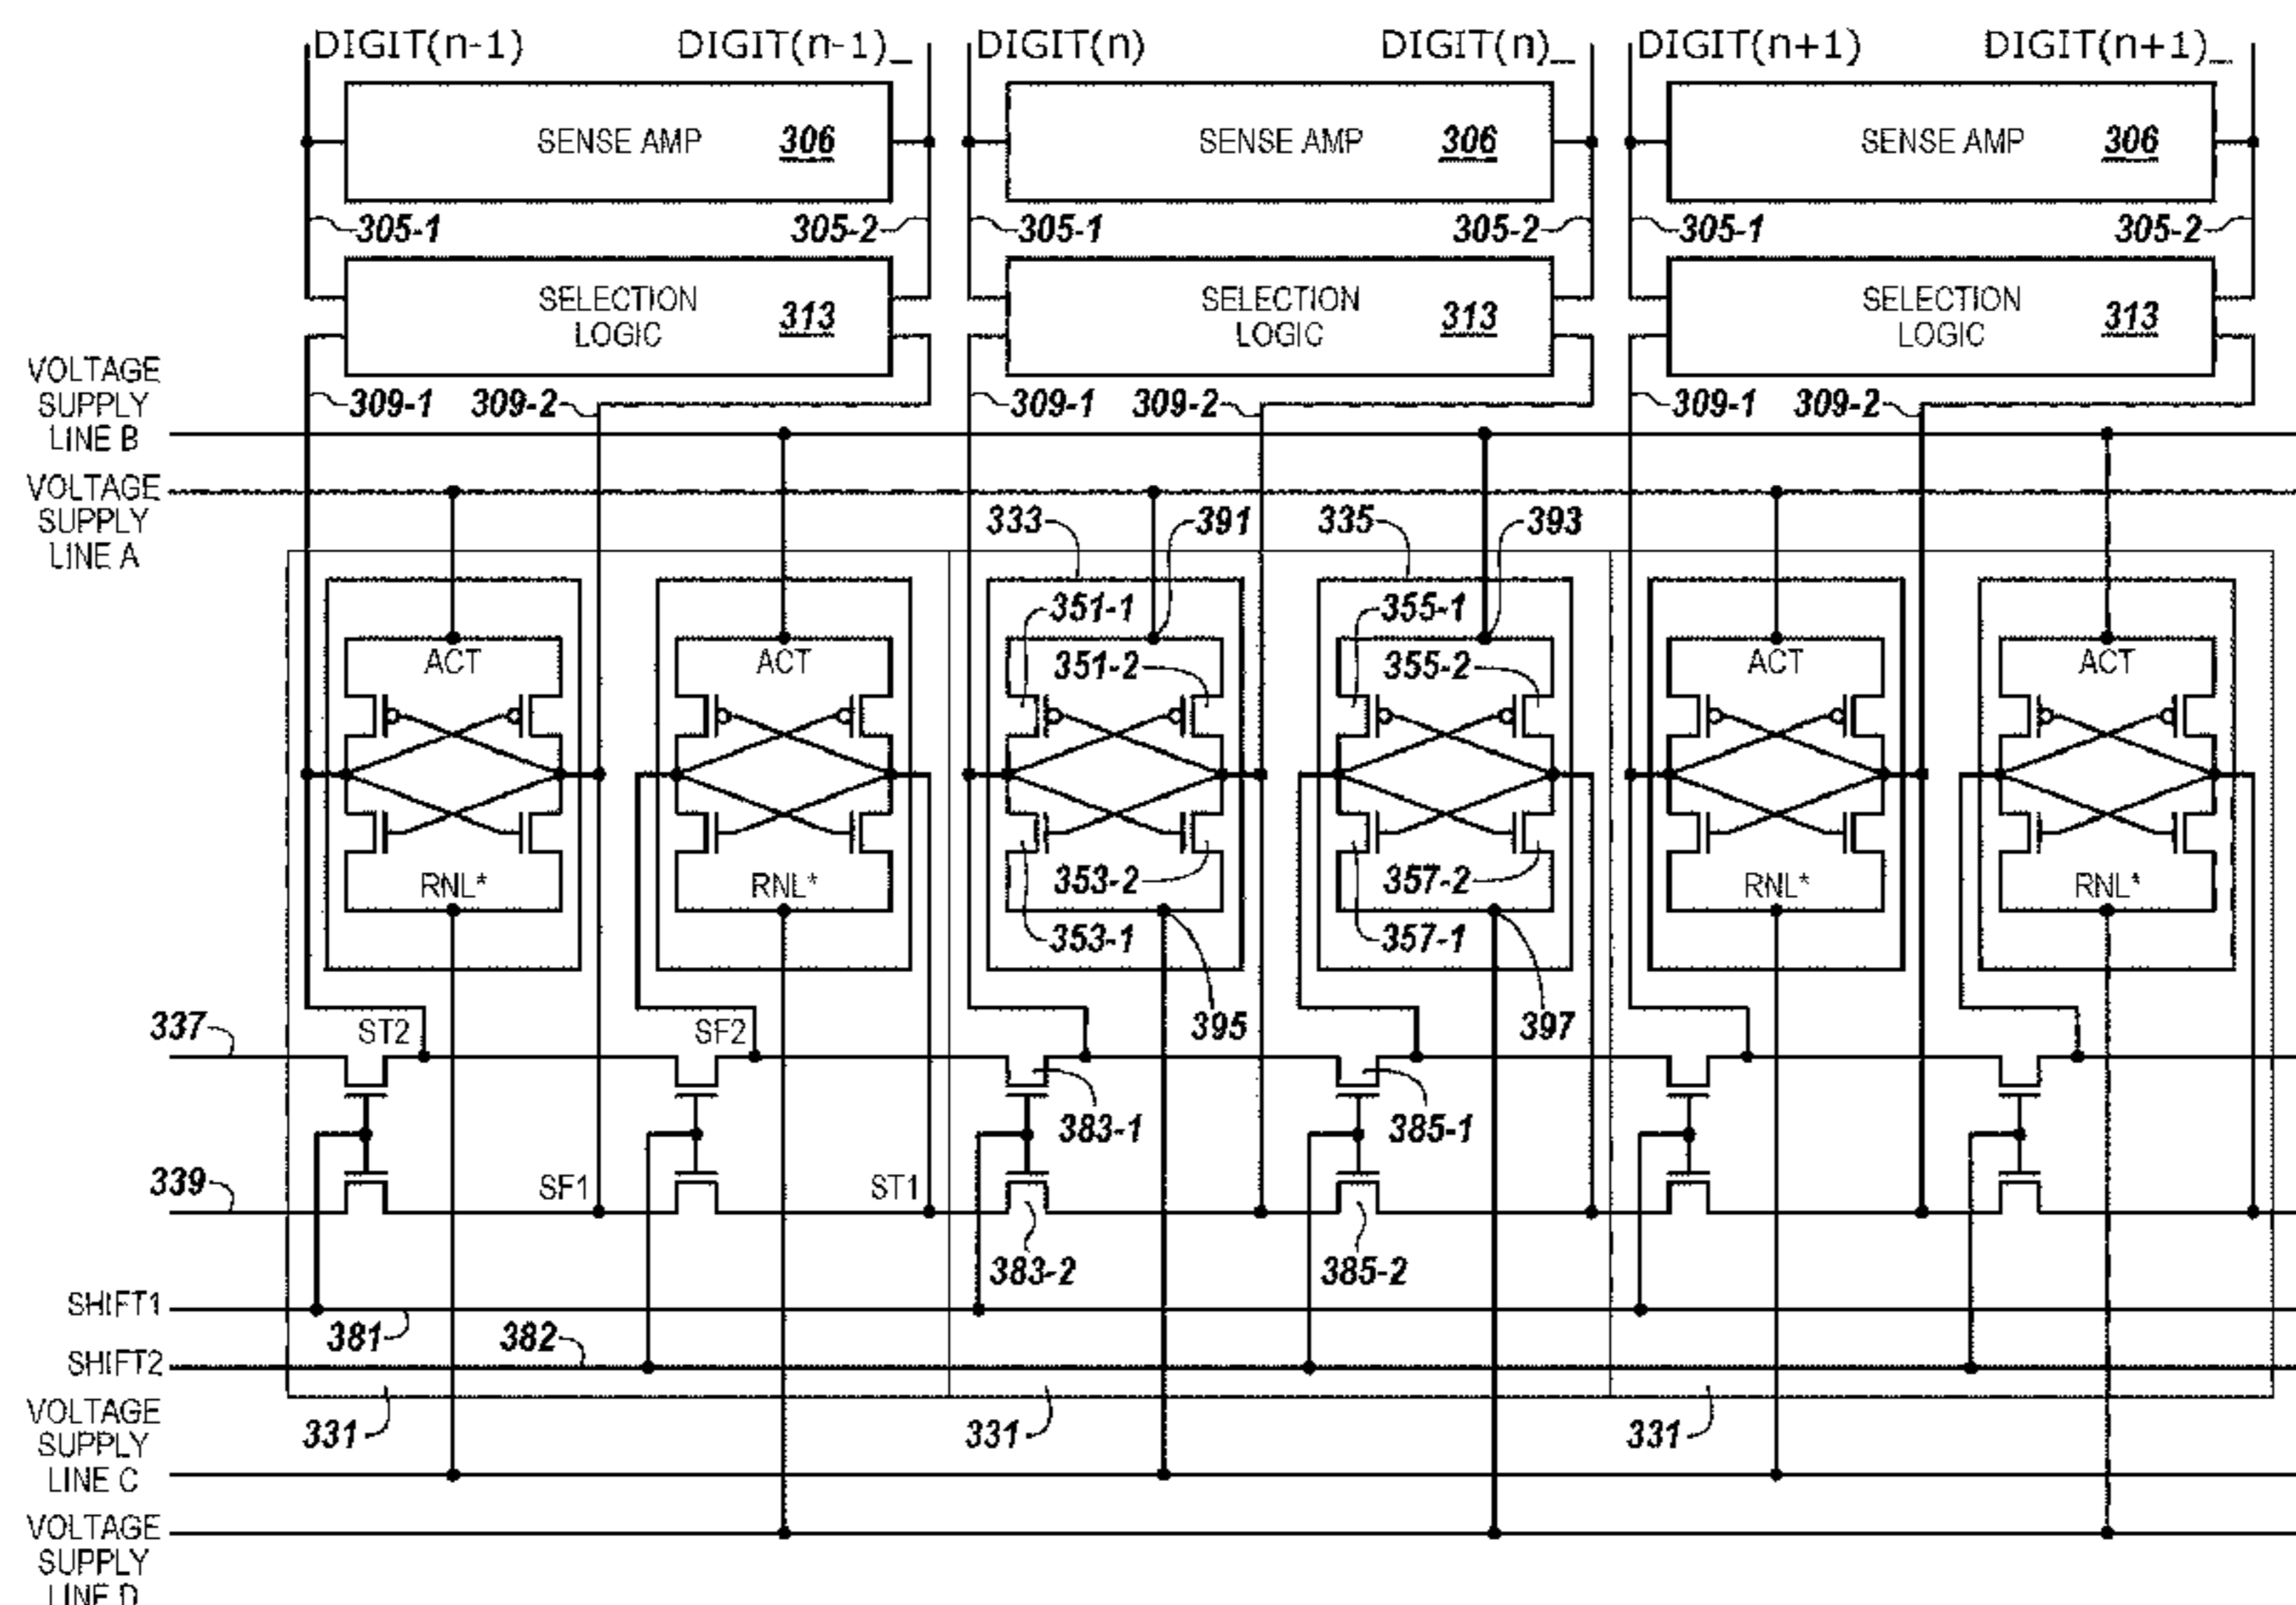 DIGIT(n-1) DIGIT(n-1)_ DIGIT(n) DIGIT(n)_ DIGIT(n+1) DIGIT(n+1)_
SENSE AMP 306 SENSE AMP 306 SENSE AMP 306
305-1 305-2 305-1 305-2 305-1 305-2
SELECTION
LOGIC 313
SELECTION
LOGIC 313
SELECTION
LOGIC 313
309-1 309-2 309-1 309-2 309-1 309-2
VOLTAGE
SUPPLY
LINE B
VOLTAGE
SUPPLY
LINE A
333 391 335 393
351-1 355-1
ACT ACT 351-2 355-2 ACT ACT
RNL* RNL* 353-2 357-2 RNL* RNL*
353-1 357-1
337 ST2 SF2 395 397
383-1 385-1
339 SF1 ST1
383-2 385-2
SHIFT1
381 382
SHIFT2
331 331 331
VOLTAGE
SUPPLY
LINE C
VOLTAGE
SUPPLY
LINE D